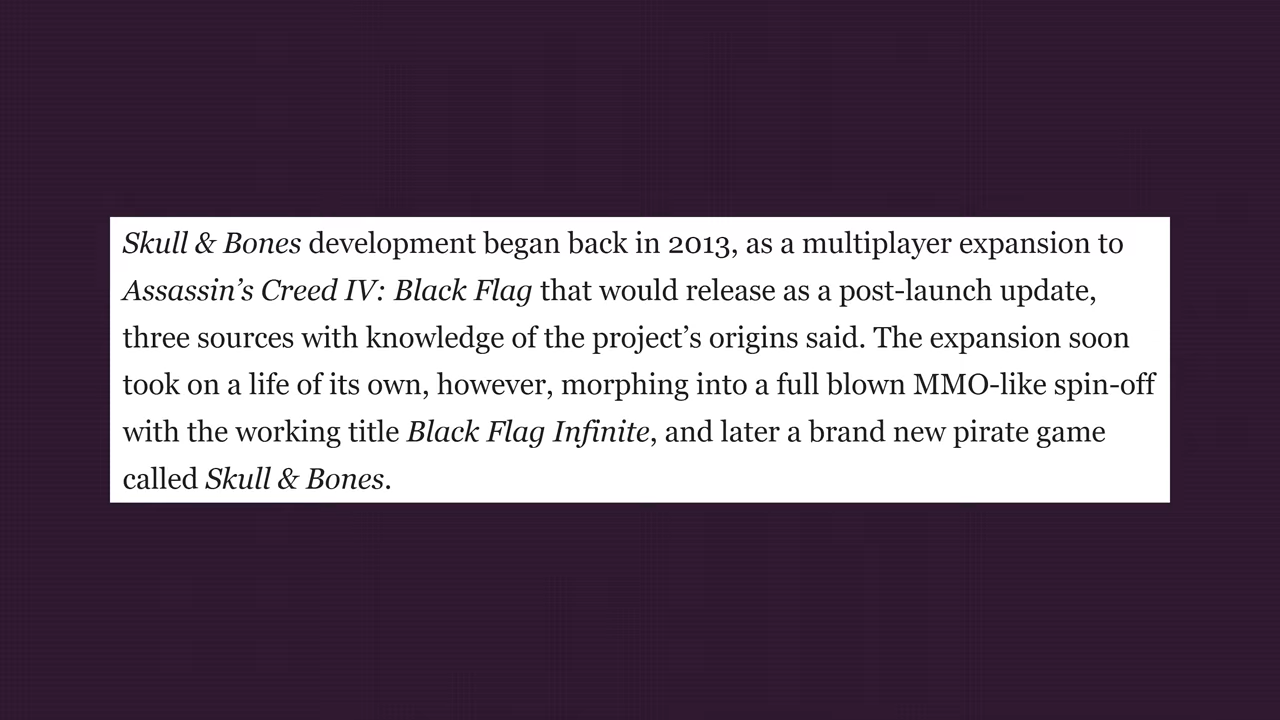 Skull & Bones development began back in 2013, as a multiplayer expansion to
Assassin’s Creed IV: Black Flag that would release as a post-launch update,
three sources with knowledge of the project’s origins said. The expansion soon
took on a life of its own, however, morphing into a full blown MMO-like spin-off
with the working title Black Flag Infinite, and later a brand new pirate game
called Skull & Bones.